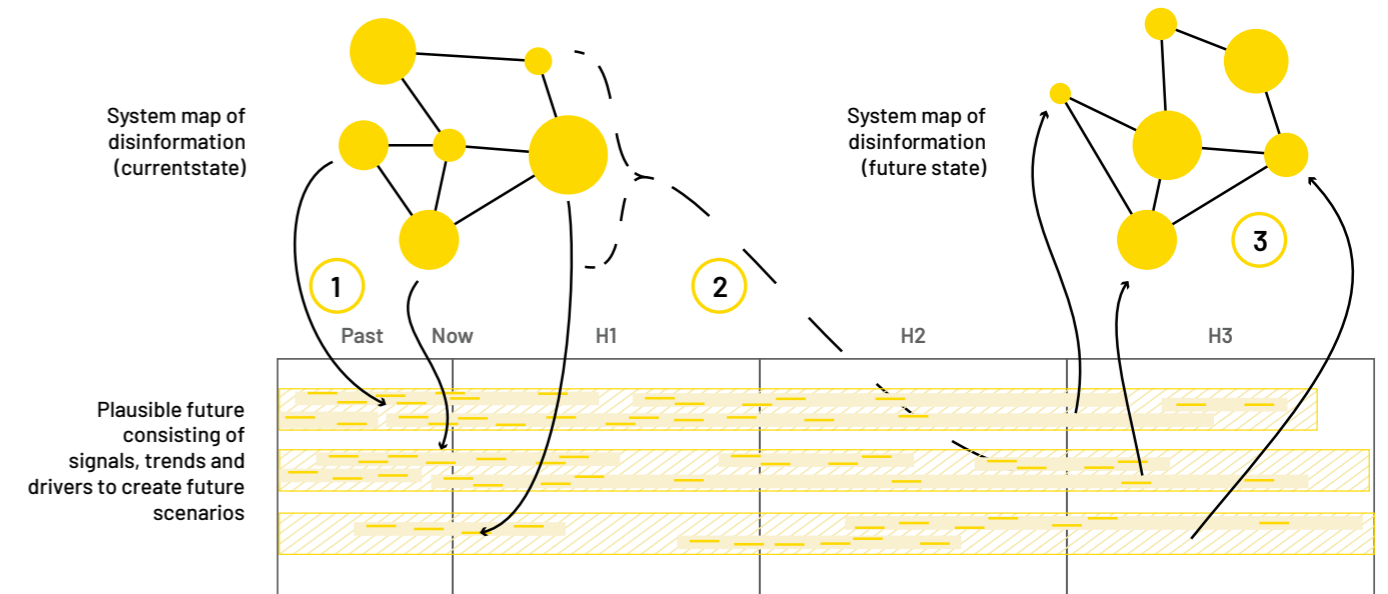 System map of
disinformation
(currentstate)
System map of
disinformation
(future state)
1
2
3
Past
Now
H1
H2
H3
Plausible future
consisting of
signals, trends and
drivers to create future
scenarios